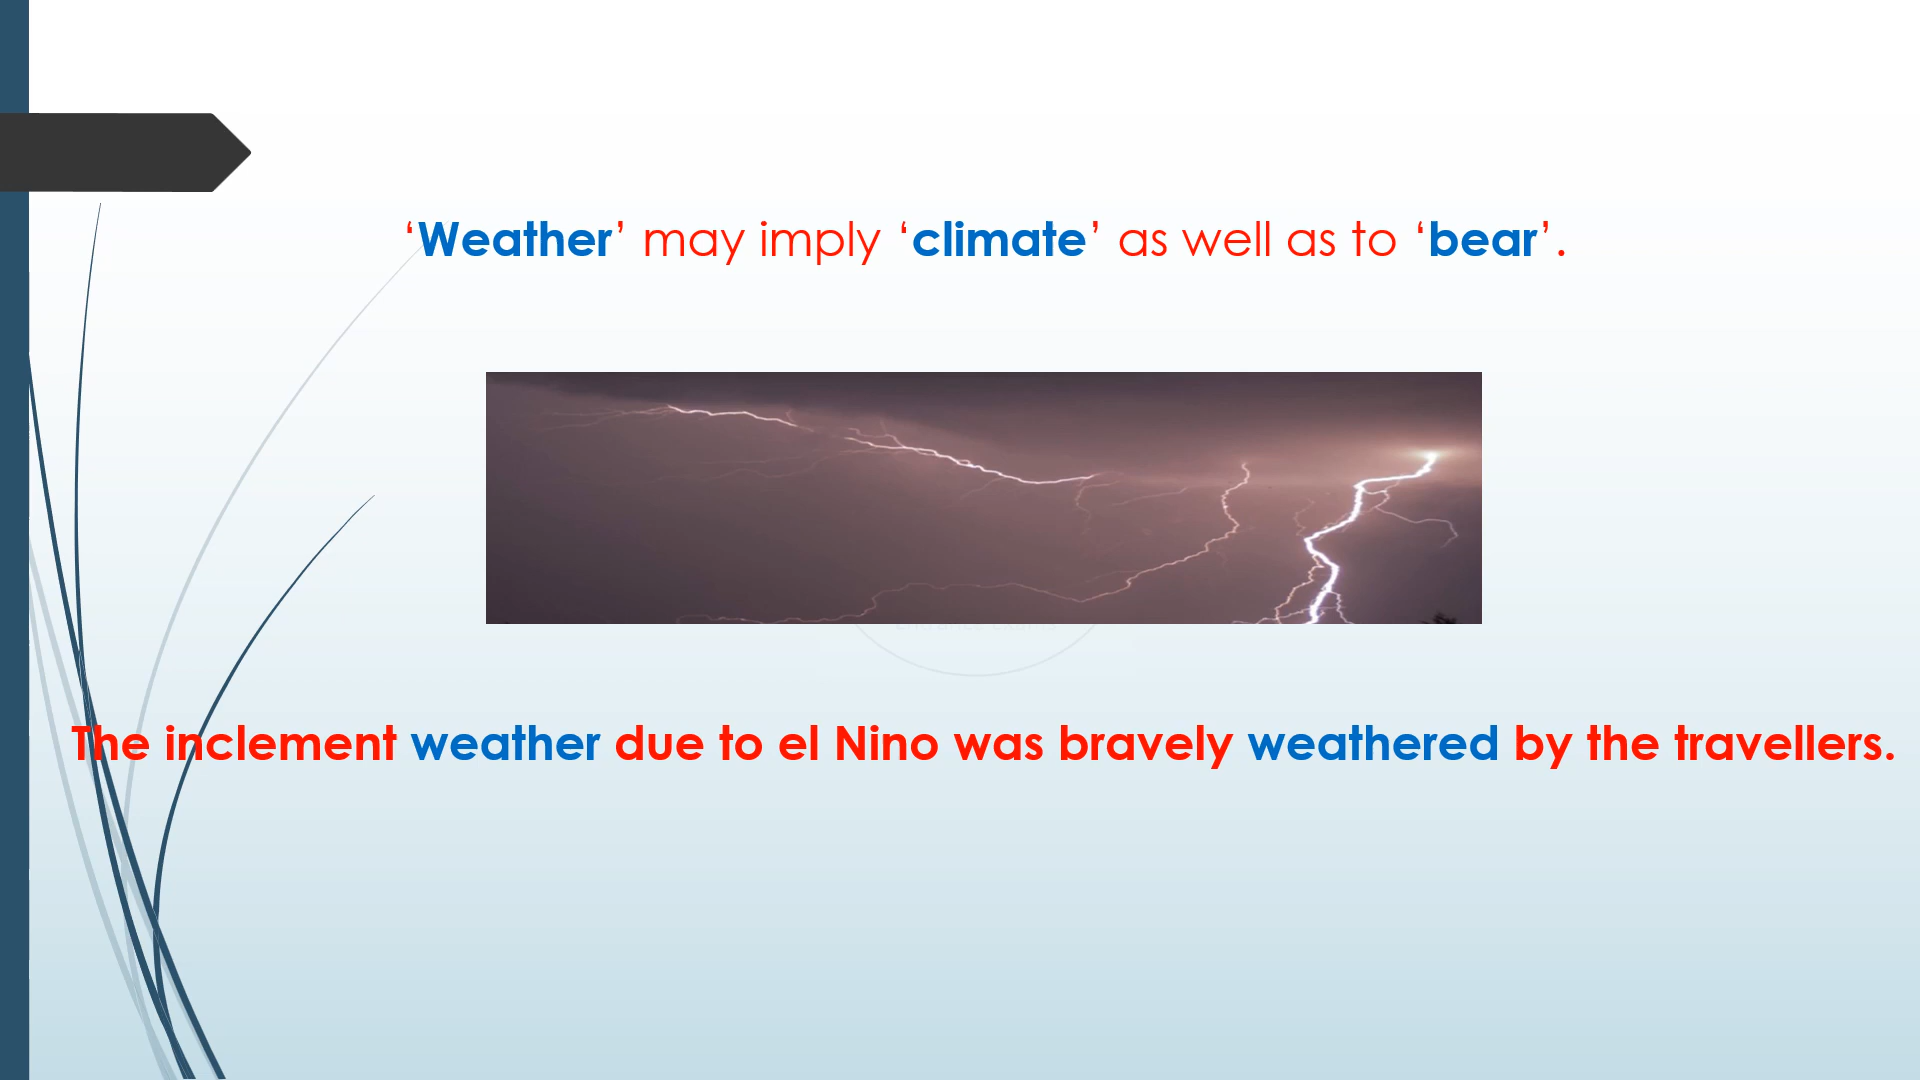 ‘Weather’ may imply ‘climate’ as well as to ‘bear’.
The inclement weather due to el Nino was bravely weathered by the travellers.